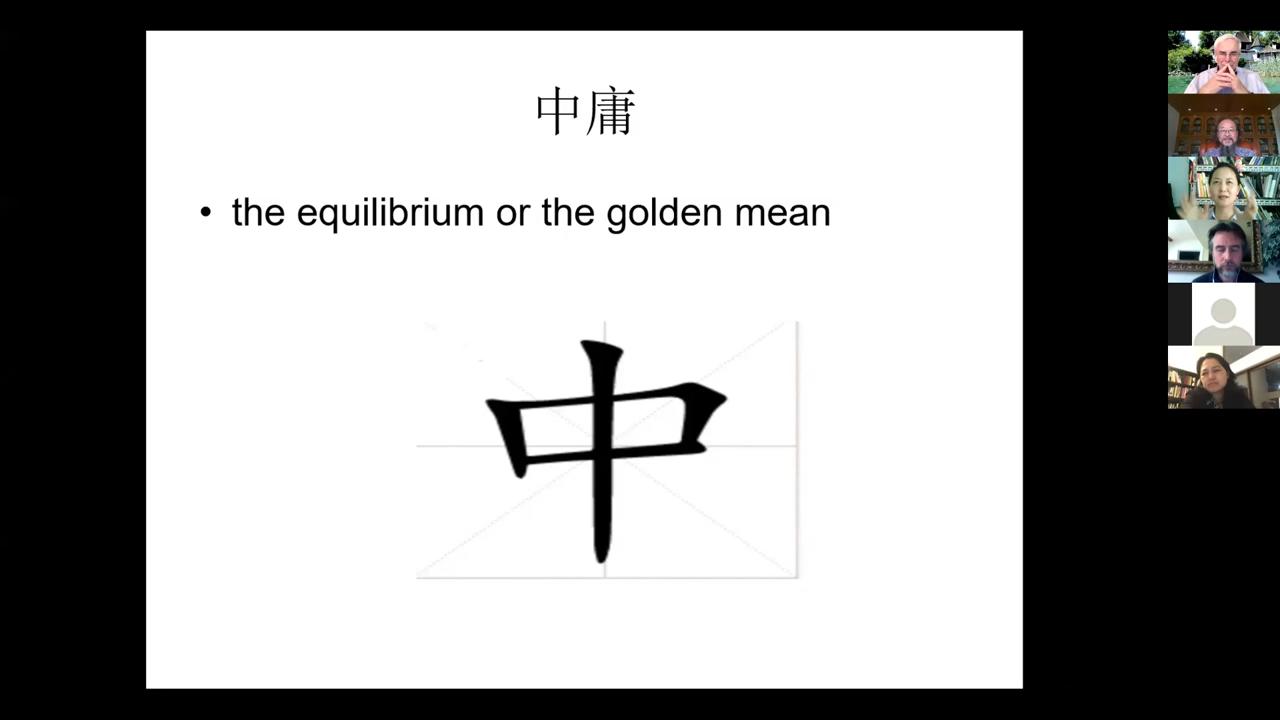 中庸
• the equilibrium or the golden mean
中